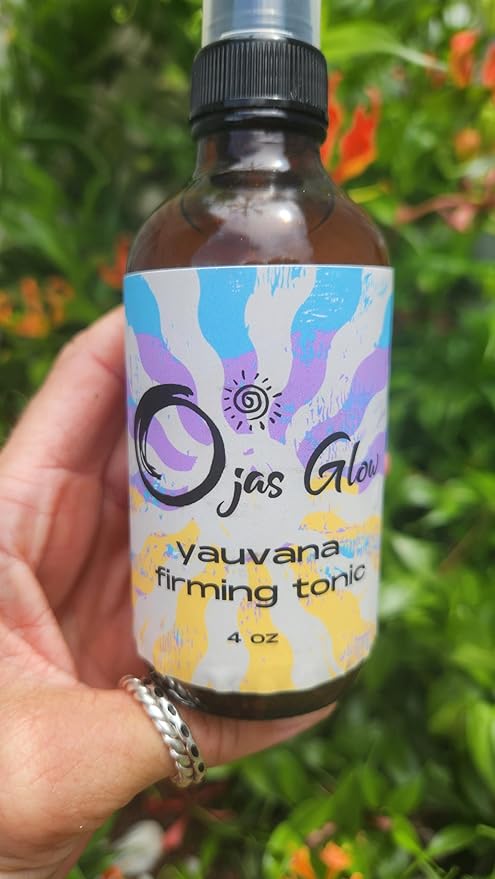 Ojas Glow
yauvana
firming tonic
4 oz